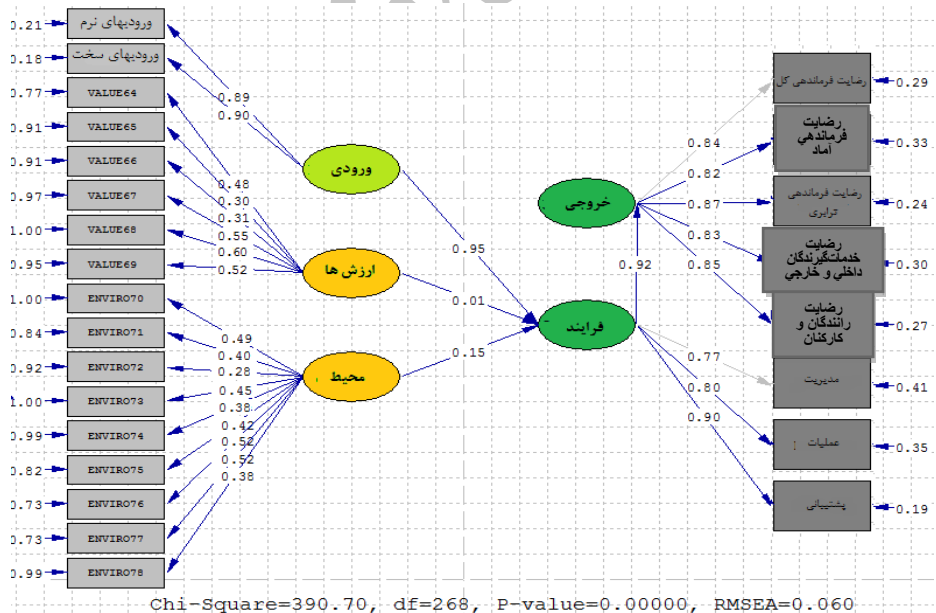 0.21 ورودیهای نرم
0.18 ورودیهای سخت
0.77 VALUE64
0.91 VALUE65
0.91 VALUE66
0.97 VALUE67
1.00 VALUE68
0.95 VALUE69
1.00 ENVIRO70
0.84 ENVIRO71
0.92 ENVIRO72
1.00 ENVIRO73
0.99 ENVIRO74
0.82 ENVIRO75
0.73 ENVIRO76
0.73 ENVIRO77
0.99 ENVIRO78
0.89
0.90
0.48
0.30
0.31
0.55
0.60
0.52
0.49
0.40
0.28
0.45
0.38
0.42
0.52
0.52
0.38
ورودی
ارزش ها
محیط
0.95
0.01
0.15
خروجی
0.92
فرایند
0.84
0.82
0.87
0.83
0.85
0.77
0.80
0.90
رضایت فرماندهی کل
0.29
رضایت
فرماندهي
آماد
0.33
رضایت فرماندهی
ترابری
0.24
رضایت
خدمات‌گیرندگان
داخلي و خارجي
0.30
رضایت
رانندگان و
کارکنان
0.27
مدیریت
0.41
عملیات
0.35
پشتیبانی
0.19
Chi-Square=390.70, df=268, P-value=0.00000, RMSEA=0.060